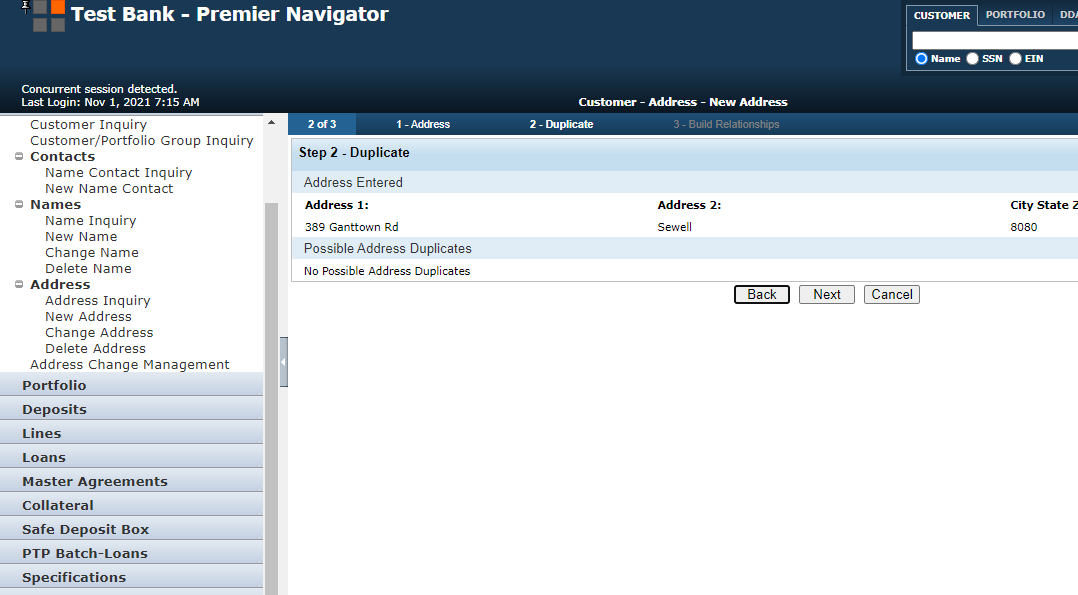 Test Bank - Premier Navigator
CUSTOMER PORTFOLIO DDA
Name SSN EIN
Concurrent session detected.
Last Login: Nov 1, 2021 7:15 AM
Customer - Address - New Address
Customer Inquiry
Customer/Portfolio Group Inquiry
Contacts
Name Contact Inquiry
New Name Contact
Names
Name Inquiry
New Name
Change Name
Delete Name
Address
Address Inquiry
New Address
Change Address
Delete Address
Address Change Management
Portfolio
Deposits
Lines
Loans
Master Agreements
Collateral
Safe Deposit Box
PTP Batch-Loans
Specifications
2 of 3 1 - Address 2 - Duplicate 3 - Build Relationships
Step 2 - Duplicate
Address Entered
Address 1: Address 2: City State Z
389 Ganttown Rd Sewell 8080
Possible Address Duplicates
No Possible Address Duplicates
Back Next Cancel